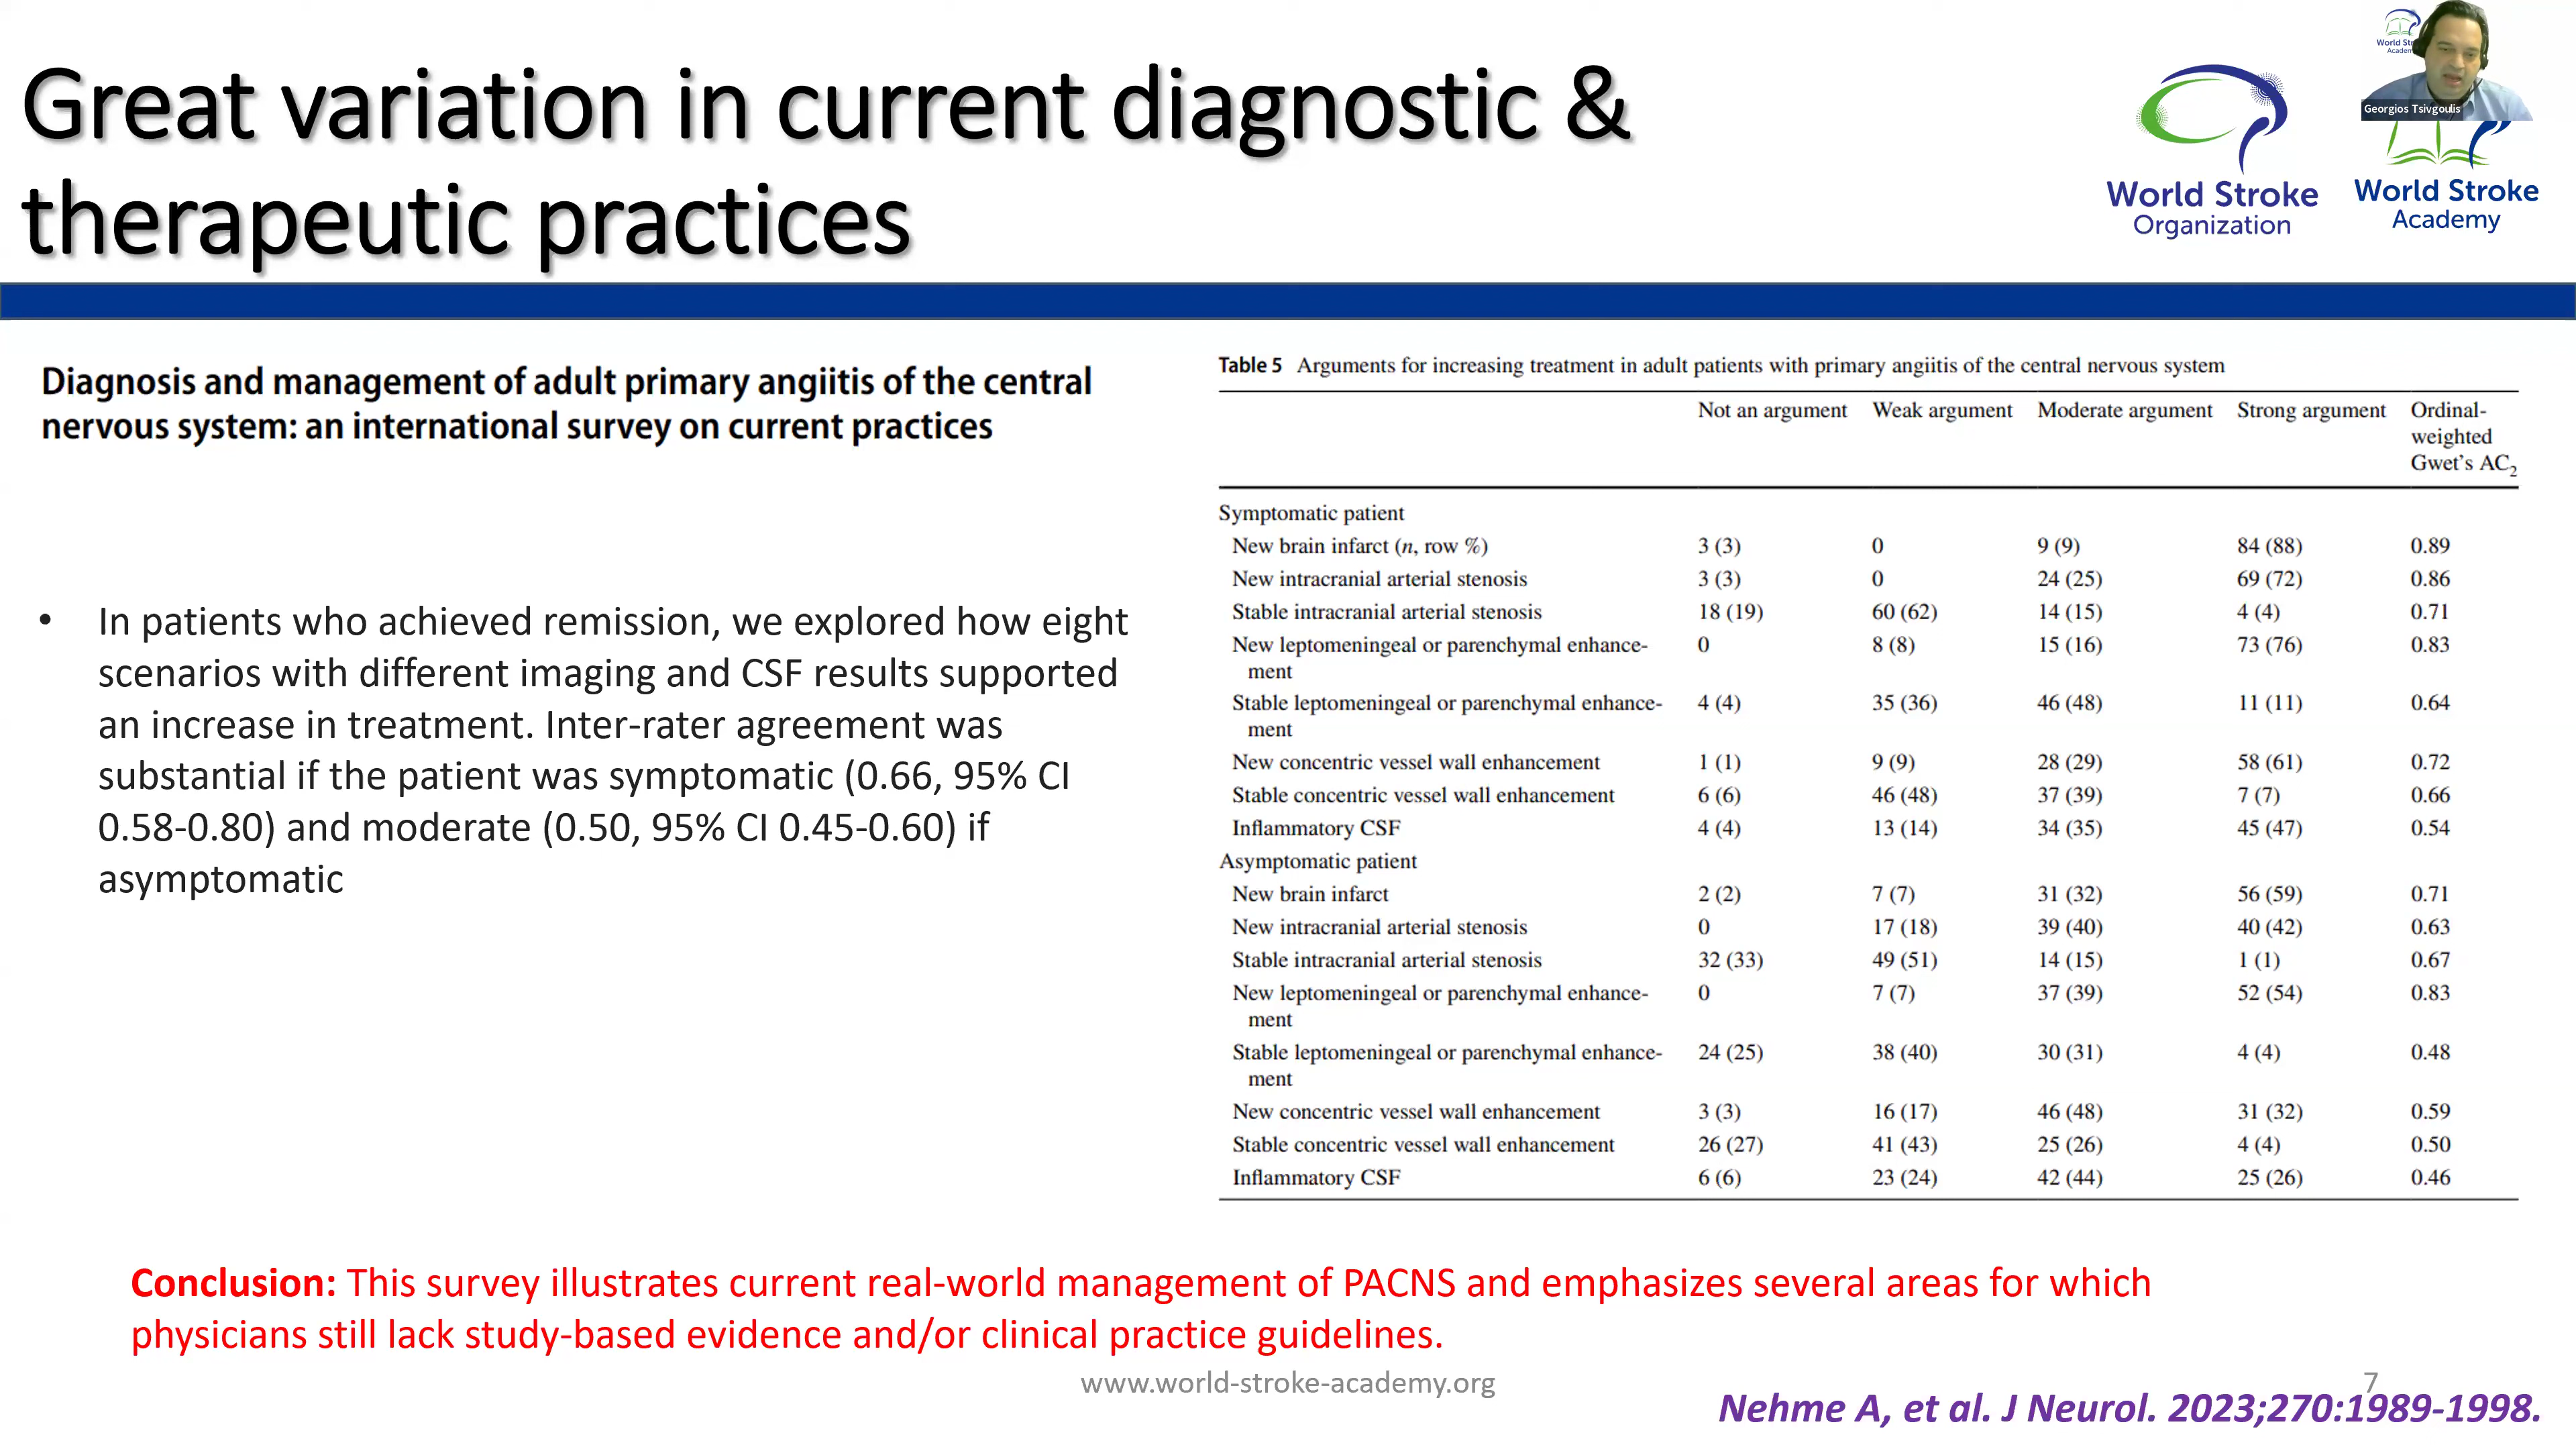 Great variation in current diagnostic &
therapeutic practices
World Stroke
Organization
World Str
Academ
Georgios Tsivgoulis
World Stroke
Academy
Diagnosis and management of adult primary angiitis of the central
nervous system: an international survey on current practices
• In patients who achieved remission, we explored how eight
scenarios with different imaging and CSF results supported
an increase in treatment. Inter-rater agreement was
substantial if the patient was symptomatic (0.66, 95% CI
0.58-0.80) and moderate (0.50, 95% CI 0.45-0.60) if
asymptomatic
Table 5 Arguments for increasing treatment in adult patients with primary angiitis of the central nervous system
Not an argument Weak argument Moderate argument Strong argument Ordinal-
weighted
Gwet's AC2
Symptomatic patient
New brain infarct (n, row %) 3 (3) 0 9 (9) 84 (88) 0.89
New intracranial arterial stenosis 3 (3) 0 24 (25) 69 (72) 0.86
Stable intracranial arterial stenosis 18 (19) 60 (62) 14 (15) 4 (4) 0.71
New leptomeningeal or parenchymal enhance- 0 8 (8) 15 (16) 73 (76) 0.83
ment
Stable leptomeningeal or parenchymal enhance- 4 (4) 35 (36) 46 (48) 11 (11) 0.64
ment
New concentric vessel wall enhancement 1 (1) 9 (9) 28 (29) 58 (61) 0.72
Stable concentric vessel wall enhancement 6 (6) 46 (48) 37 (39) 7 (7) 0.66
Inflammatory CSF 4 (4) 13 (14) 34 (35) 45 (47) 0.54
Asymptomatic patient
New brain infarct 2 (2) 7 (7) 31 (32) 56 (59) 0.71
New intracranial arterial stenosis 0 17 (18) 39 (40) 40 (42) 0.63
Stable intracranial arterial stenosis 32 (33) 49 (51) 14 (15) 1 (1) 0.67
New leptomeningeal or parenchymal enhance- 0 7 (7) 37 (39) 52 (54) 0.83
ment
Stable leptomeningeal or parenchymal enhance- 24 (25) 38 (40) 30 (31) 4 (4) 0.48
ment
New concentric vessel wall enhancement 3 (3) 16 (17) 46 (48) 31 (32) 0.59
Stable concentric vessel wall enhancement 26 (27) 41 (43) 25 (26) 4 (4) 0.50
Inflammatory CSF 6 (6) 23 (24) 42 (44) 25 (26) 0.46
Conclusion: This survey illustrates current real-world management of PACNS and emphasizes several areas for which
physicians still lack study-based evidence and/or clinical practice guidelines.
www.world-stroke-academy.org
7
Nehme A, et al. J Neurol. 2023;270:1989-1998.